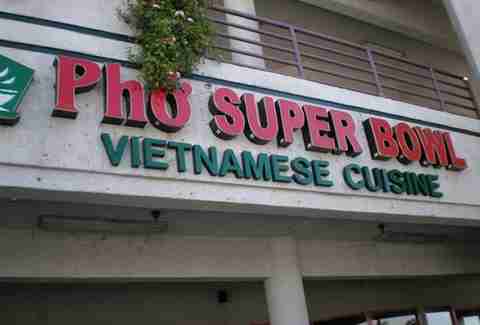 Phở SUPER BOWL
VIETNAMESE CUISINE